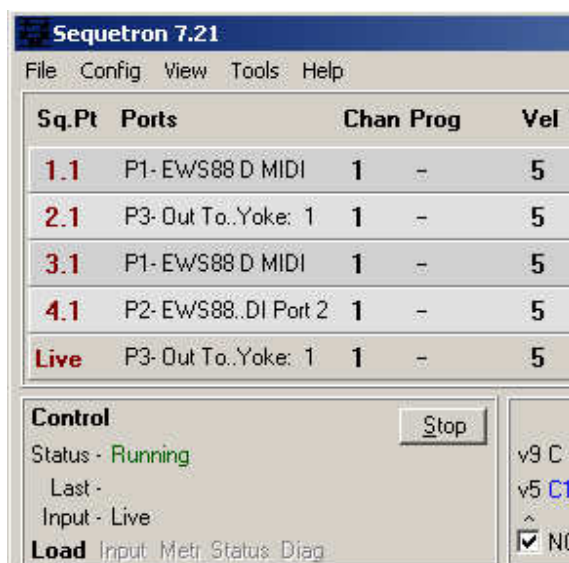 Sequetron 7.21
File Config View Tools Help
Sq.Pt Ports Chan Prog Vel
1.1 P1- EWS88 D MIDI 1 - 5
2.1 P3- Out To..Yoke: 1 1 - 5
3.1 P1- EWS88 D MIDI 1 - 5
4.1 P2- EWS88..DI Port 2 1 - 5
Live P3- Out To..Yoke: 1 1 - 5
Control
Stop
Status - Running
Last -
Input - Live
Load Input Metr Status Diag
v9 C
v5 C1
^